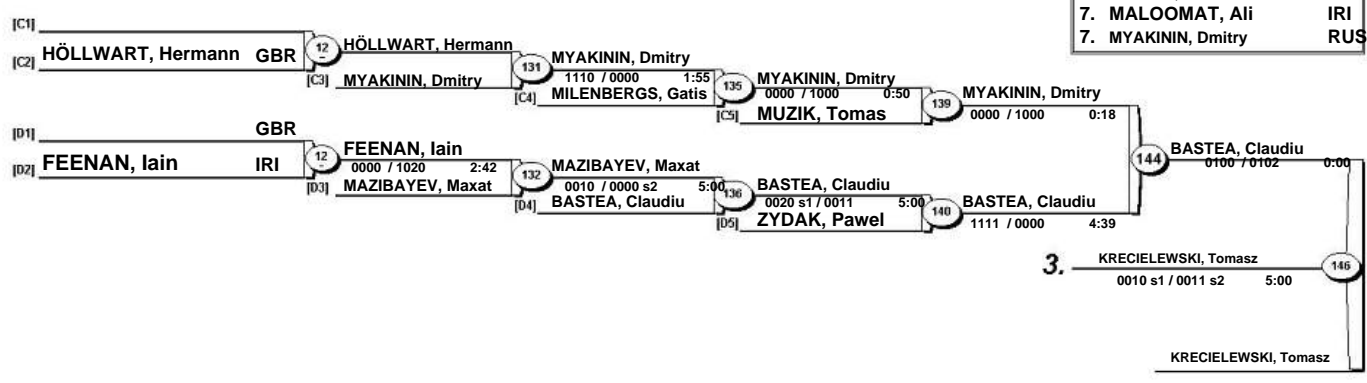 7. MALOOMAT, Ali IRI
7. MYAKININ, Dmitry RUS
[C1]
[C2] HÖLLWART, Hermann GBR
12
-
HÖLLWART, Hermann
[C3] MYAKININ, Dmitry
131
MYAKININ, Dmitry
1110 / 0000 1:55
[C4] MILENBERGS, Gatis
135
MYAKININ, Dmitry
0000 / 1000 0:50
[C5] MUZIK, Tomas
139
MYAKININ, Dmitry
0000 / 1000 0:18
[D1] GBR
[D2] FEENAN, Iain IRI
12
-
FEENAN, Iain
0000 / 1020 2:42
[D3] MAZIBAYEV, Maxat
132
MAZIBAYEV, Maxat
0010 / 0000 s2 5:00
[D4] BASTEA, Claudiu
136
BASTEA, Claudiu
0020 s1 / 0011 5:00
[D5] ZYDAK, Pawel
140
BASTEA, Claudiu
1111 / 0000 4:39
144
BASTEA, Claudiu
0100 / 0102 0:00
3. KRECIELEWSKI, Tomasz
0010 s1 / 0011 s2 5:00
146
KRECIELEWSKI, Tomasz